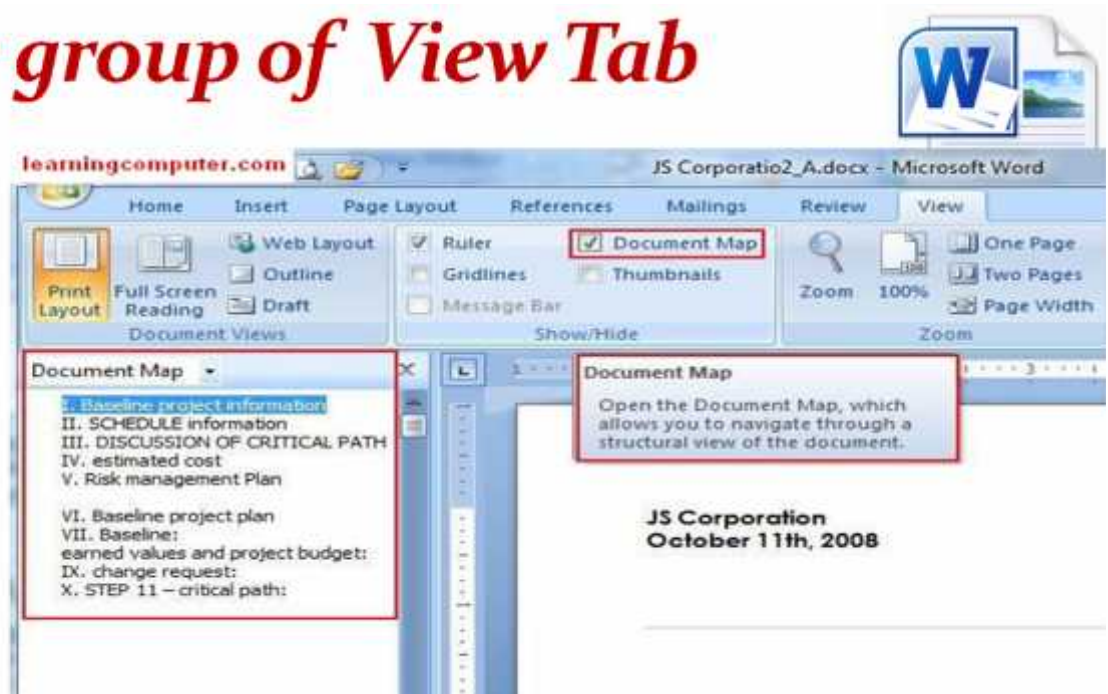 group of View Tab
W
learningcomputer.com
JS Corporatio2_A.docx - Microsoft Word
Home Insert Page Layout References Mailings Review View
Print Layout
Full Screen Reading
Web Layout
Outline
Draft
Document Views
Ruler
Gridlines
Message Bar
Document Map
Thumbnails
Show/Hide
Zoom
100%
One Page
Two Pages
Page Width
Zoom
Document Map
I. Baseline project information
II. SCHEDULE information
III. DISCUSSION OF CRITICAL PATH
IV. estimated cost
V. Risk management Plan
VI. Baseline project plan
VII. Baseline:
earned values and project budget:
IX. change request:
X. STEP 11 – critical path:
L
1
3
Document Map
Open the Document Map, which
allows you to navigate through a
structural view of the document.
JS Corporation
October 11th, 2008